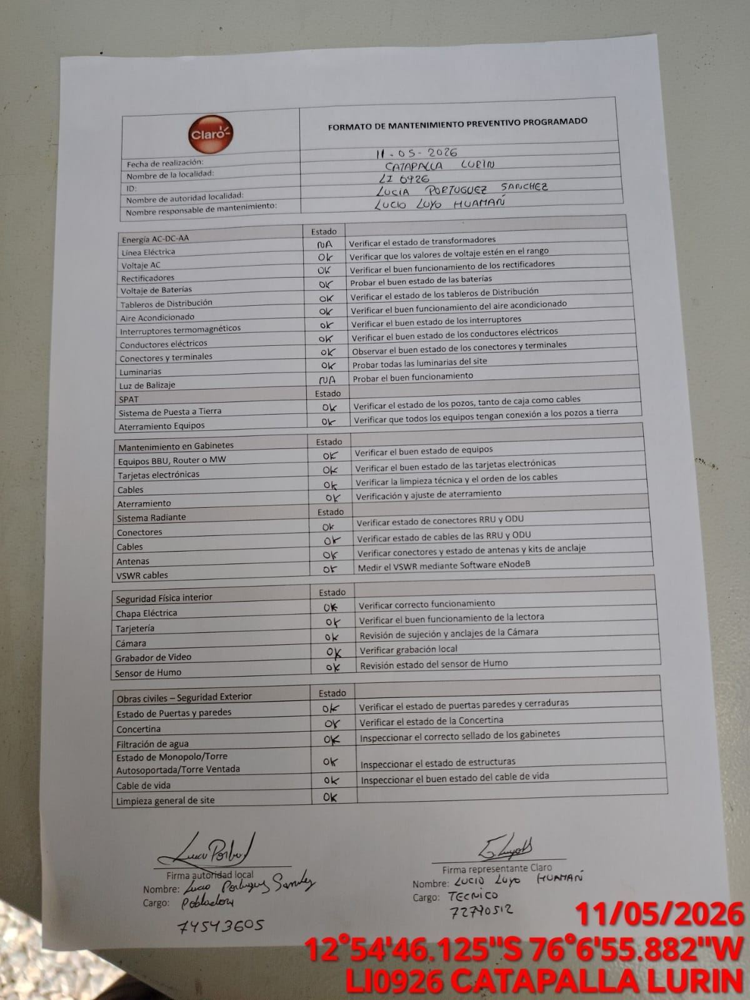 Claro
FORMATO DE MANTENIMIENTO PREVENTIVO PROGRAMADO
Fecha de realización: 11-05-2026
Nombre de la localidad: CATAPALLA LURIN
ID: LI 0926
Nombre de autoridad localidad: LUCIA PORTUGUEZ SANCHEZ
Nombre responsable de mantenimiento: LUCIO LUYO HUAMAÑ
Energía AC-DC-AA Estado
Línea Eléctrica NA Verificar el estado de transformadores
Voltaje AC OK Verificar que los valores de voltaje estén en el rango
Rectificadores OK Verificar el buen funcionamiento de los rectificadores
Voltaje de Baterías OK Probar el buen estado de las baterías
Tableros de Distribución OK Verificar el estado de los tableros de Distribución
Aire Acondicionado OK Verificar el buen funcionamiento del aire acondicionado
Interruptores termomagnéticos OK Verificar el buen estado de los interruptores
Conductores eléctricos OK Verificar el buen estado de los conductores eléctricos
Conectores y terminales OK Observar el buen estado de los conectores y terminales
Luminarias OK Probar todas las luminarias del site
Luz de Balizaje NA Probar el buen funcionamiento
SPAT Estado
Sistema de Puesta a Tierra OK Verificar el estado de los pozos, tanto de caja como cables
Aterramiento Equipos OK Verificar que todos los equipos tengan conexión a los pozos a tierra
Mantenimiento en Gabinetes Estado
Equipos BBU, Router o MW OK Verificar el buen estado de equipos
Tarjetas electrónicas OK Verificar el buen estado de las tarjetas electrónicas
Cables OK Verificar la limpieza técnica y el orden de los cables
Aterramiento OK Verificación y ajuste de aterramiento
Sistema Radiante Estado
Conectores OK Verificar estado de conectores RRU y ODU
Cables OK Verificar estado de cables de las RRU y ODU
Antenas OK Verificar conectores y estado de antenas y kits de anclaje
VSWR cables OK Medir el VSWR mediante Software eNodeB
Seguridad Física interior Estado
Chapa Eléctrica OK Verificar correcto funcionamiento
Tarjetería OK Verificar el buen funcionamiento de la lectora
Cámara OK Revisión de sujeción y anclajes de la Cámara
Grabador de Video OK Verificar grabación local
Sensor de Humo OK Revisión estado del sensor de Humo
Obras civiles – Seguridad Exterior Estado
Estado de Puertas y paredes OK Verificar el estado de puertas paredes y cerraduras
Concertina OK Verificar el estado de la Concertina
Filtración de agua OK Inspeccionar el correcto sellado de los gabinetes
Estado de Monopolo/Torre
Autosoportada/Torre Ventada OK Inspeccionar el estado de estructuras
Cable de vida OK Inspeccionar el buen estado del cable de vida
Limpieza general de site OK
Firma autoridad local
Nombre: Lucia Portuguez Sanchez
Cargo: Pobladora
74543605
Firma representante Claro
Nombre: LUCIO LUYO HUAMAÑ
Cargo: TECNICO
72740512
11/05/2026
12°54'46.125"S 76°6'55.882"W
LI0926 CATAPALLA LURIN